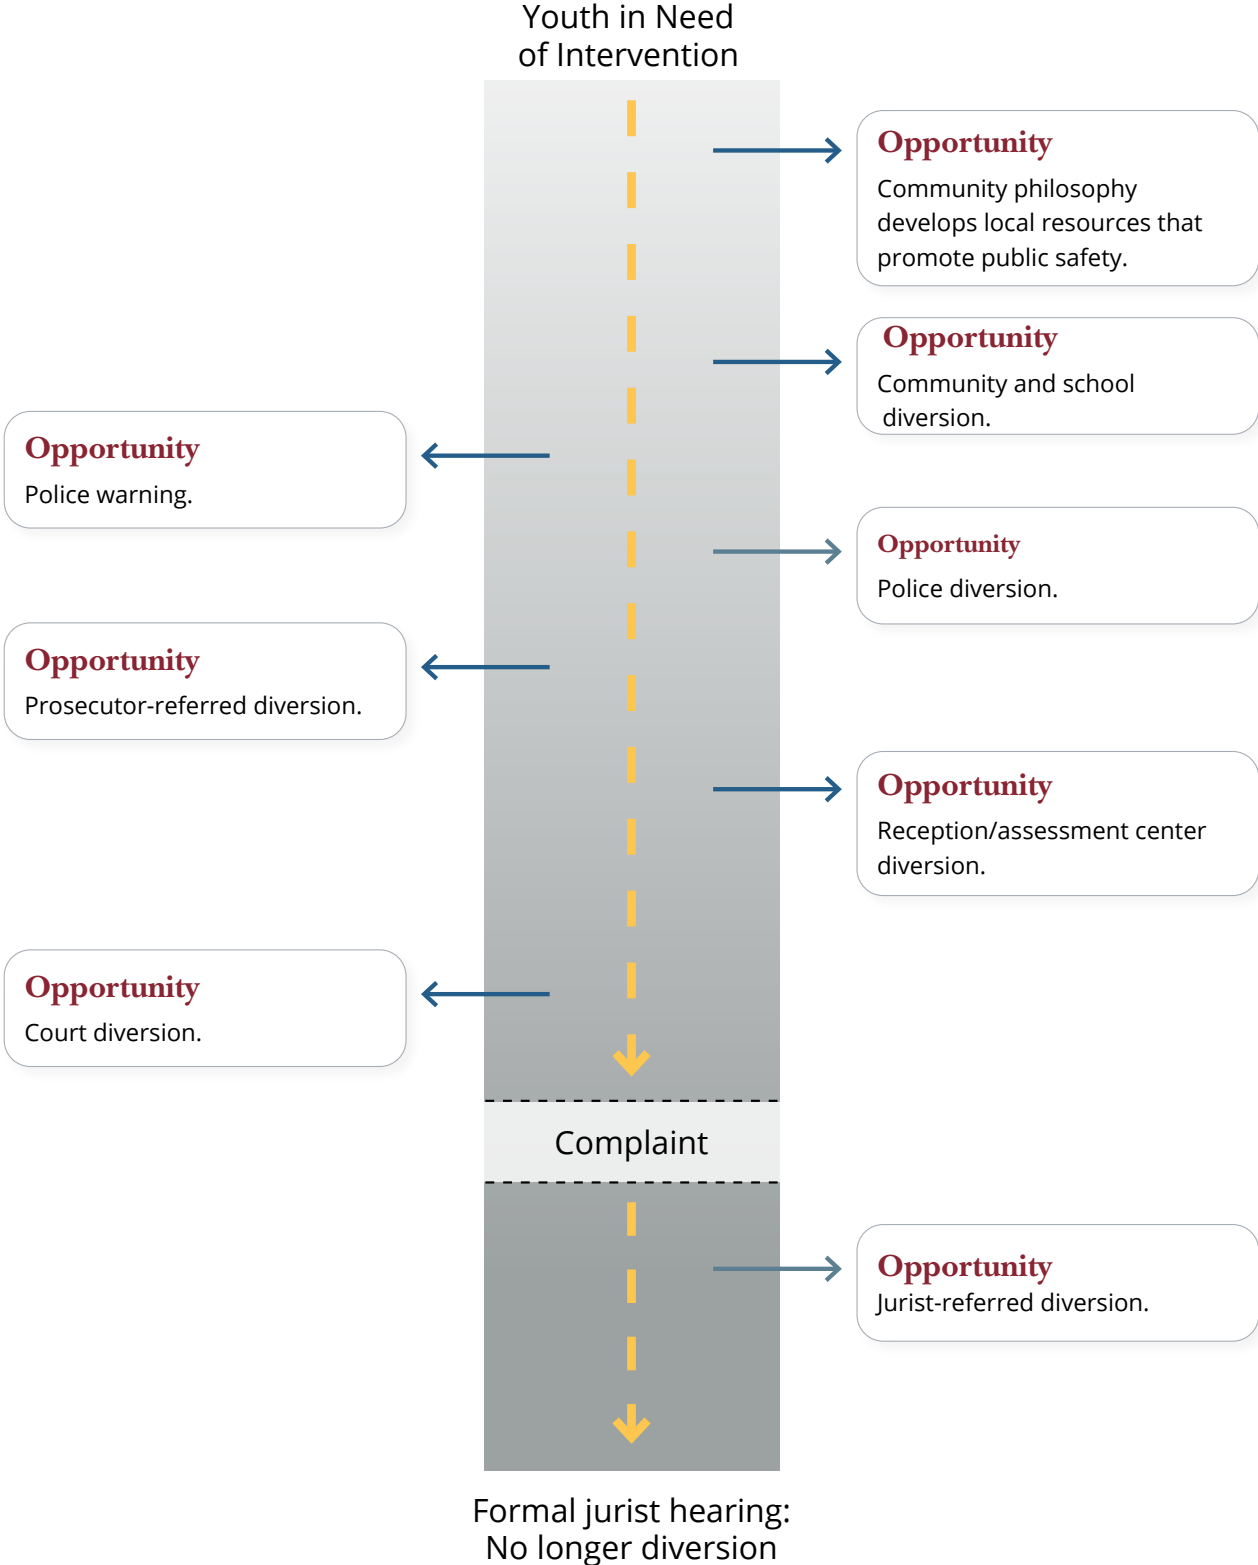 Youth in Need
of Intervention
Opportunity
Community philosophy
develops local resources that
promote public safety.
Opportunity
Community and school
diversion.
Opportunity
Police warning.
Opportunity
Police diversion.
Opportunity
Prosecutor-referred diversion.
Opportunity
Reception/assessment center
diversion.
Opportunity
Court diversion.
Complaint
Opportunity
Jurist-referred diversion.
Formal jurist hearing:
No longer diversion